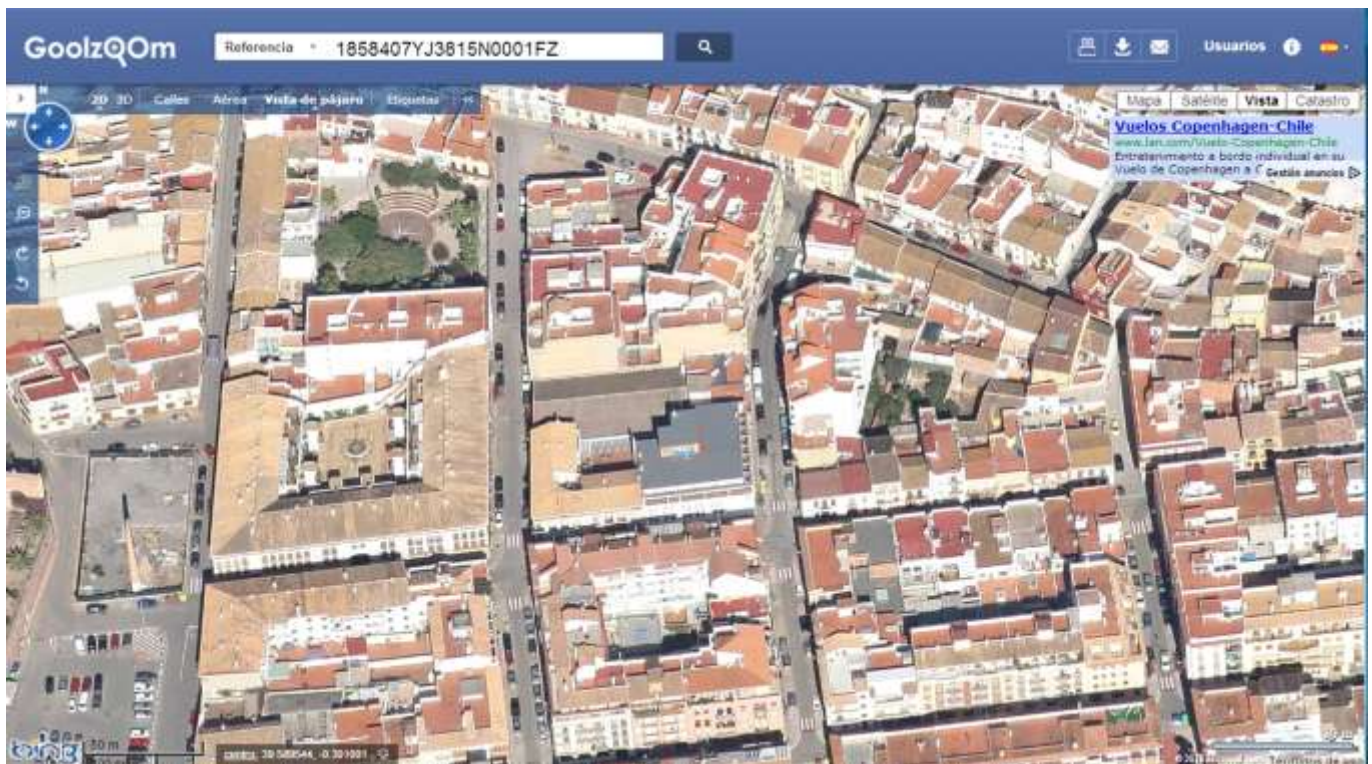 GoolzOOm
Referencia
1858407YJ3815N0001FZ
Usuarios
2D 3D Calles Aérea Vista de pájaro Etiquetas
Mapa Satélite Vista Catastro
Vuelos Copenhagen-Chile
www.lan.com/Vuelo-Copenhagen-Chile
Entretenimiento a bordo individual en su
Vuelo de Copenhagen a C Gestión anuncios
N
W
50 m